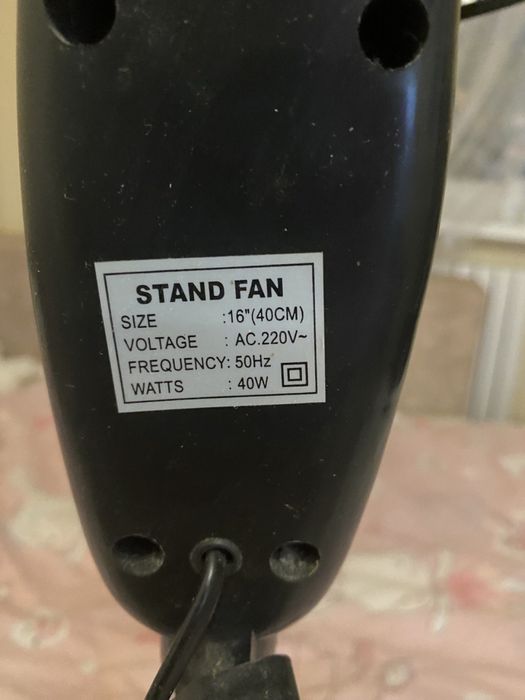 STAND FAN
SIZE :16"(40CM)
VOLTAGE : AC.220V~
FREQUENCY: 50Hz
WATTS : 40W